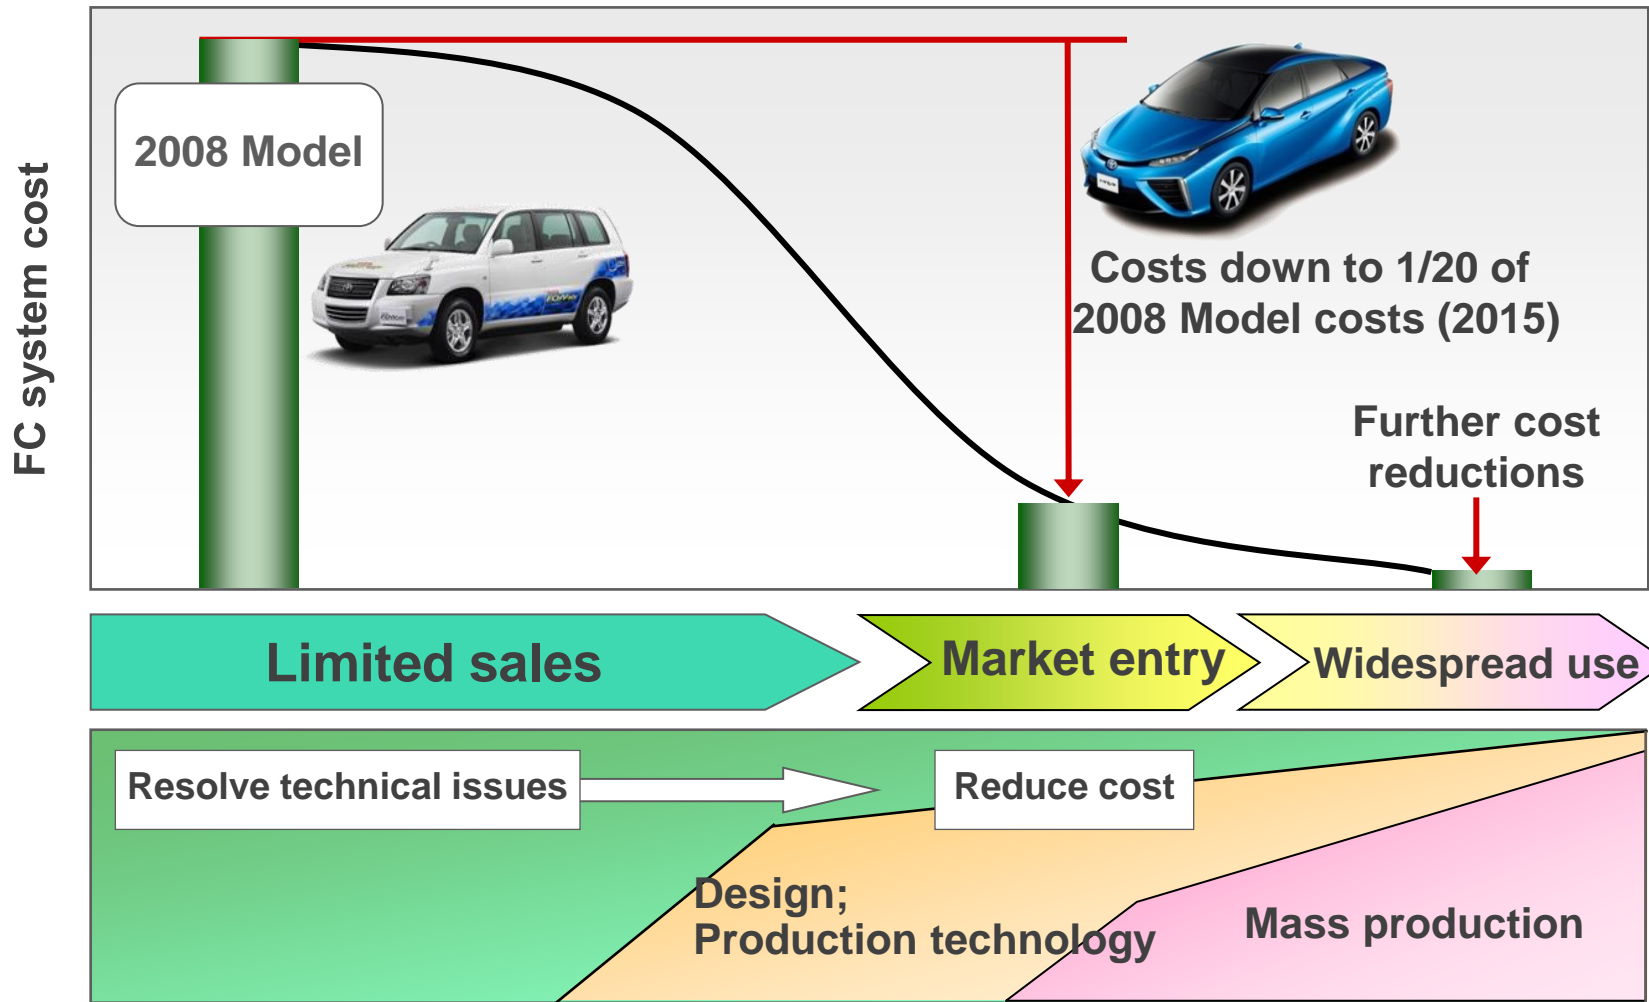 FC system cost
2008 Model
Costs down to 1/20 of
2008 Model costs (2015)
Further cost
reductions
Limited sales
Market entry
Widespread use
Resolve technical issues
Reduce cost
Design;
Production technology
Mass production